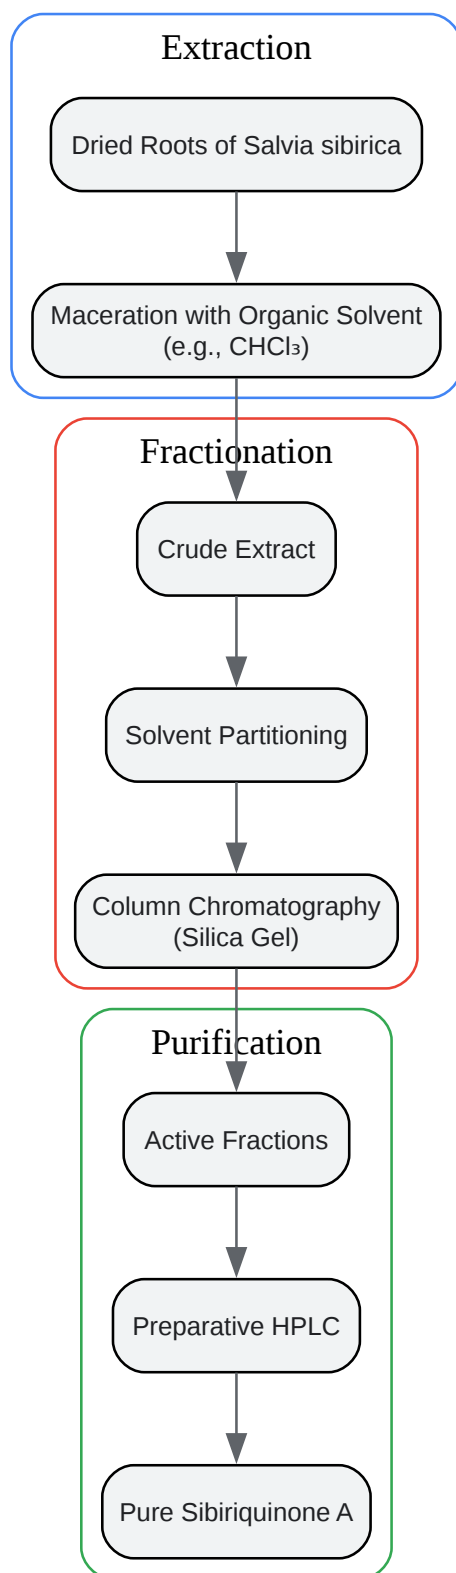 Extraction
Dried Roots of Salvia sibirica
Maceration with Organic Solvent
(e.g., CHCl₃)
Fractionation
Crude Extract
Solvent Partitioning
Column Chromatography
(Silica Gel)
Purification
Active Fractions
Preparative HPLC
Pure Sibiriquinone A